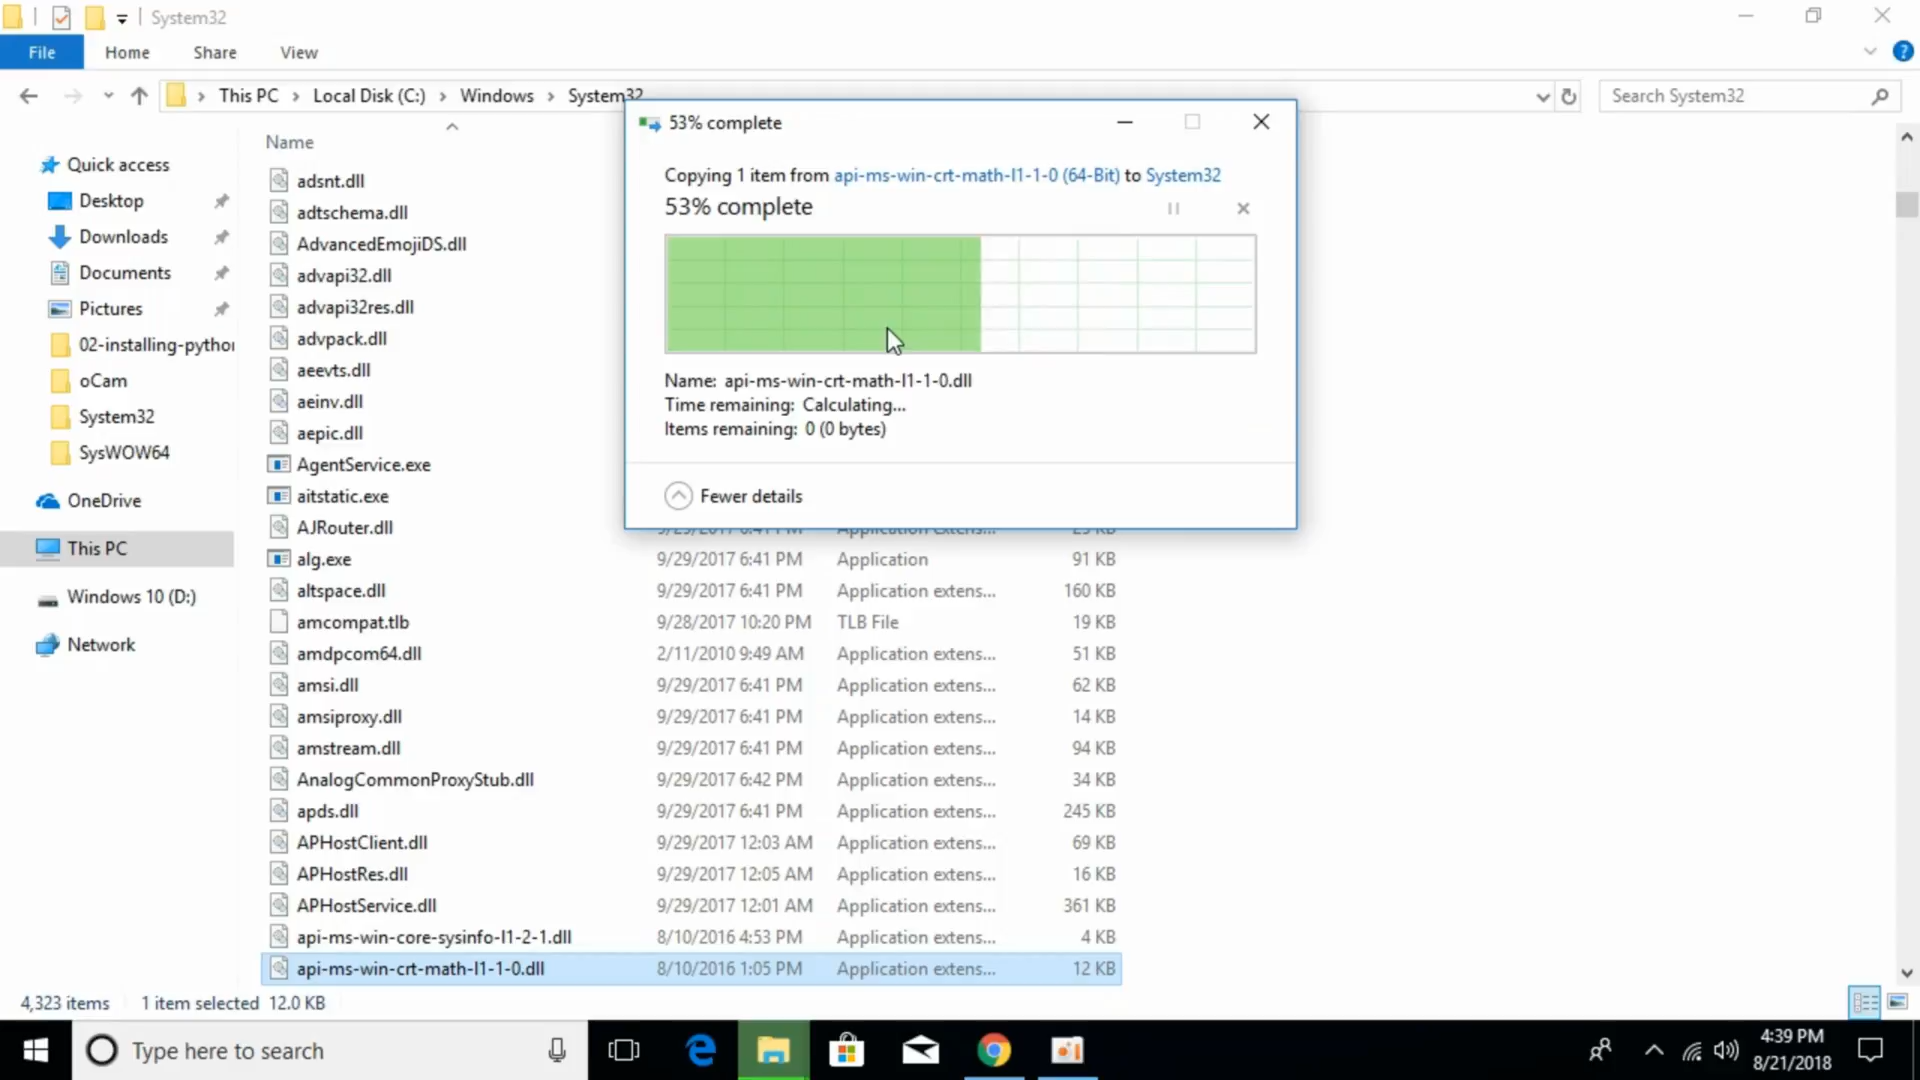 System32
File
Home
Share
View
This PC
Local Disk (C:)
Windows
System32
Search System32
53% complete
Copying 1 item from api-ms-win-crt-math-l1-1-0 (64-Bit) to System32
53% complete
Name: api-ms-win-crt-math-l1-1-0.dll
Time remaining: Calculating...
Items remaining: 0 (0 bytes)
Fewer details
Quick access
Desktop
Downloads
Documents
Pictures
02-installing-pythor
oCam
System32
SysWOW64
OneDrive
This PC
Windows 10 (D:)
Network
Name
adsnt.dll
adtschema.dll
AdvancedEmojiDS.dll
advapi32.dll
advapi32res.dll
advpack.dll
aeevts.dll
aeinv.dll
aepic.dll
AgentService.exe
aitstatic.exe
AJRouter.dll
alg.exe 9/29/2017 6:41 PM Application 91 KB
altspace.dll 9/29/2017 6:41 PM Application extens... 160 KB
amcompat.tlb 9/28/2017 10:20 PM TLB File 19 KB
amdpcom64.dll 2/11/2010 9:49 AM Application extens... 51 KB
amsi.dll 9/29/2017 6:41 PM Application extens... 62 KB
amsiproxy.dll 9/29/2017 6:41 PM Application extens... 14 KB
amstream.dll 9/29/2017 6:41 PM Application extens... 94 KB
AnalogCommonProxyStub.dll 9/29/2017 6:42 PM Application extens... 34 KB
apds.dll 9/29/2017 6:41 PM Application extens... 245 KB
APHostClient.dll 9/29/2017 12:03 AM Application extens... 69 KB
APHostRes.dll 9/29/2017 12:05 AM Application extens... 16 KB
APHostService.dll 9/29/2017 12:01 AM Application extens... 361 KB
api-ms-win-core-sysinfo-l1-2-1.dll 8/10/2016 4:53 PM Application extens... 4 KB
api-ms-win-crt-math-l1-1-0.dll 8/10/2016 1:05 PM Application extens... 12 KB
4,323 items 1 item selected 12.0 KB
Type here to search
4:39 PM
8/21/2018